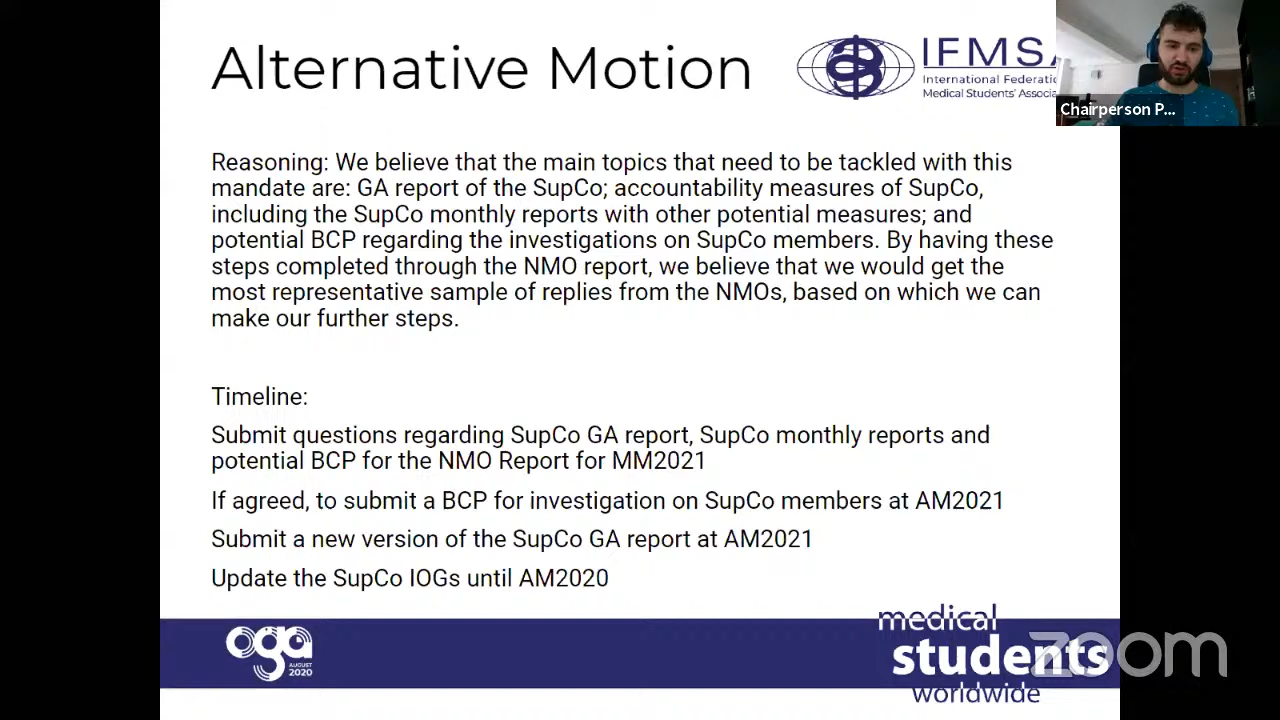 Alternative Motion
IFMSA
International Federatio
Medical Students' Associa
Chairperson P...
Reasoning: We believe that the main topics that need to be tackled with this
mandate are: GA report of the SupCo; accountability measures of SupCo,
including the SupCo monthly reports with other potential measures; and
potential BCP regarding the investigations on SupCo members. By having these
steps completed through the NMO report, we believe that we would get the
most representative sample of replies from the NMOs, based on which we can
make our further steps.
Timeline:
Submit questions regarding SupCo GA report, SupCo monthly reports and
potential BCP for the NMO Report for MM2021
If agreed, to submit a BCP for investigation on SupCo members at AM2021
Submit a new version of the SupCo GA report at AM2021
Update the SupCo IOGs until AM2020
oga
AUGUST
2020
medical
students
worldwide
zoom